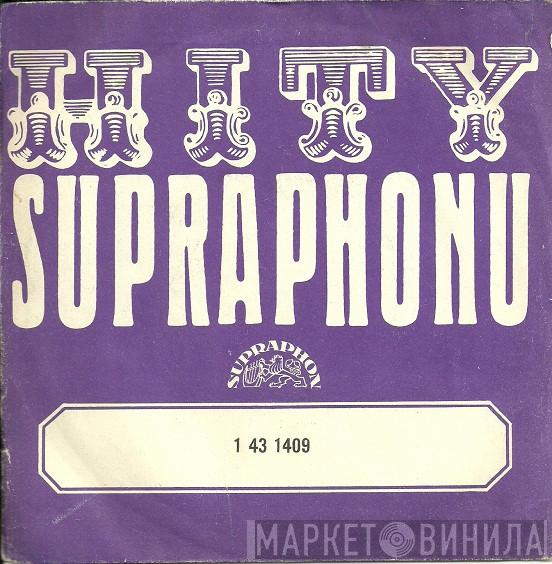 HITY
SUPRAPHONU
SUPRAPHON
1 43 1409
МАРКЕТ ВИНИЛА